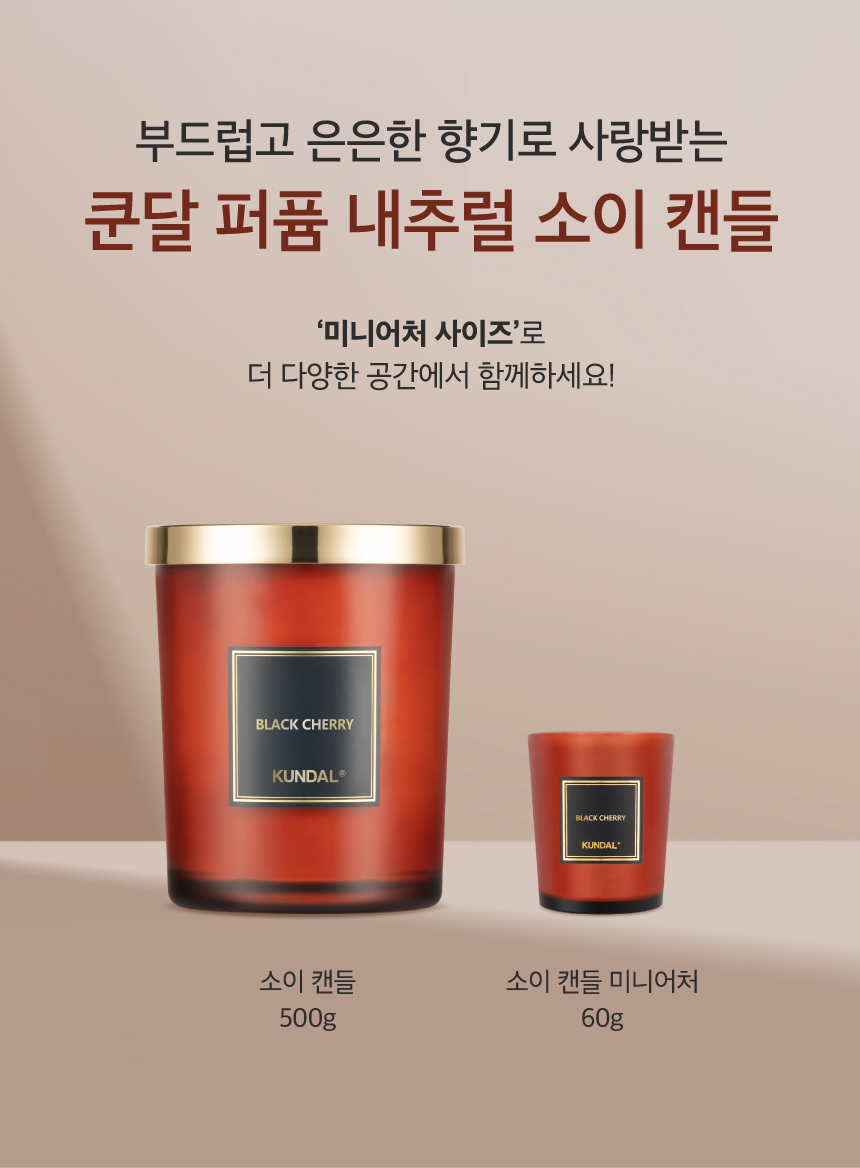 부드럽고 은은한 향기로 사랑받는
쿤달 퍼퓸 내추럴 소이 캔들
‘미니어처 사이즈’로
더 다양한 공간에서 함께하세요!
BLACK CHERRY
KUNDAL®
BLACK CHERRY
KUNDAL®
소이 캔들
500g
소이 캔들 미니어처
60g